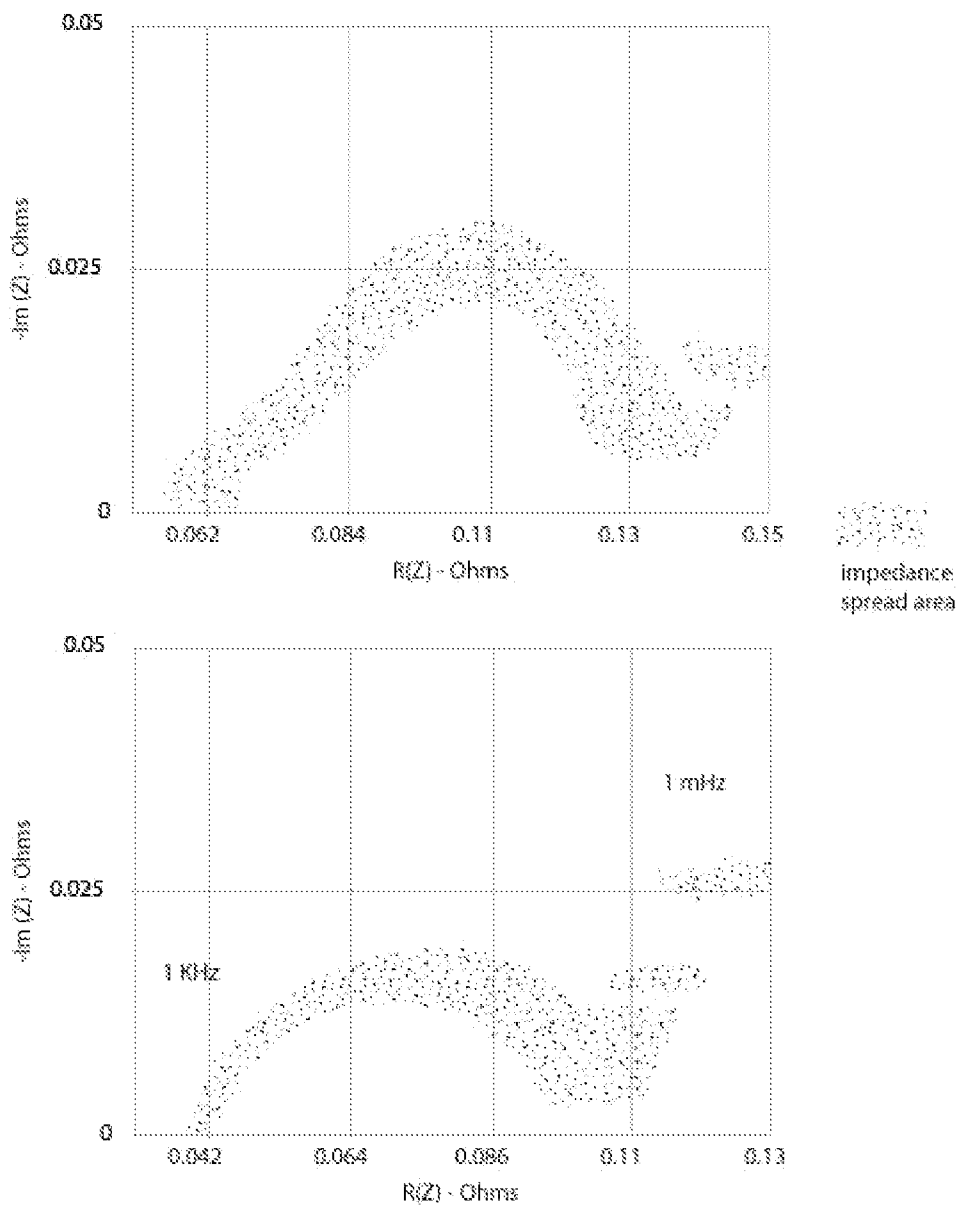 0.05
-Im (Z) - Ohms
0.025
0
0.062 0.084 0.11 0.13 0.15
R(Z) - Ohms
impedance
spread area
0.05
1 mHz
-Im (Z) - Ohms
0.025
1 KHz
0
0.042 0.064 0.086 0.11 0.13
R(Z) - Ohms